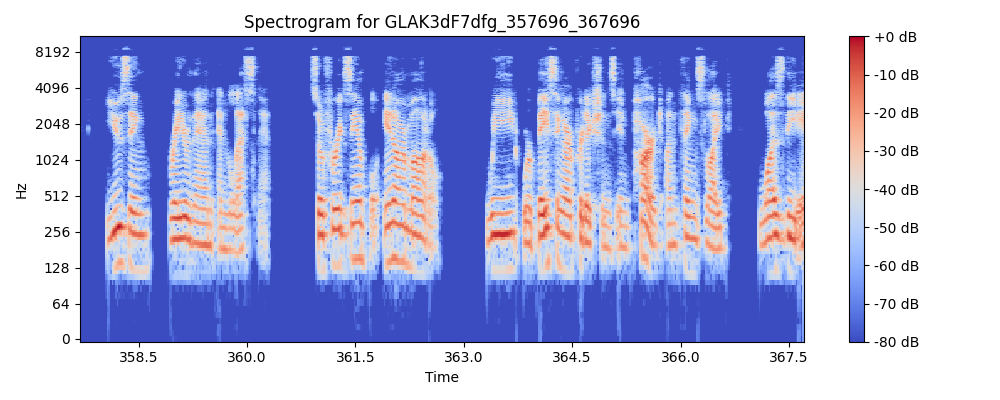 Spectrogram for GLAK3dF7dfg_357696_367696
8192
4096
2048
1024
512
256
128
64
0
Hz
358.5 360.0 361.5 363.0 364.5 366.0 367.5
Time
+0 dB
-10 dB
-20 dB
-30 dB
-40 dB
-50 dB
-60 dB
-70 dB
-80 dB